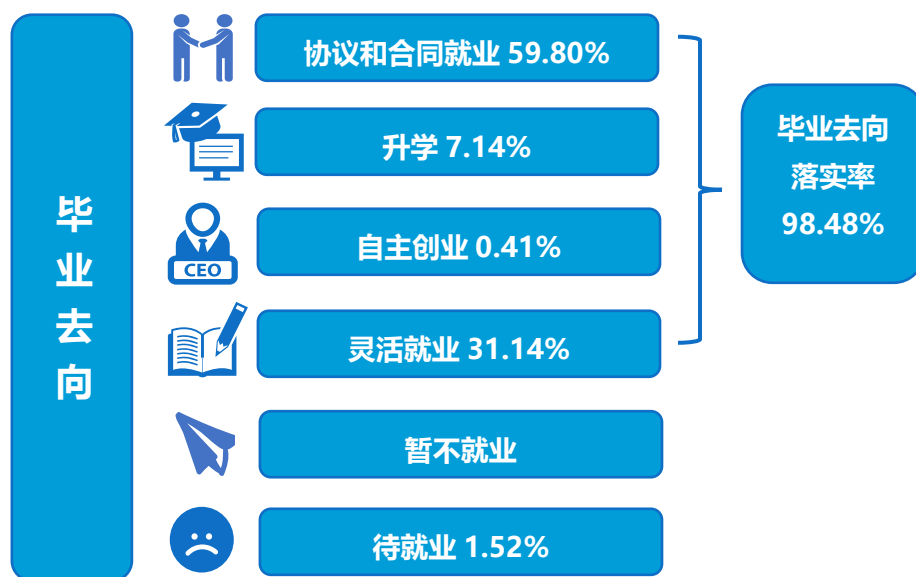 毕业去向
协议和合同就业 59.80%
升学 7.14%
CEO
自主创业 0.41%
灵活就业 31.14%
暂不就业
待就业 1.52%
毕业去向
落实率
98.48%